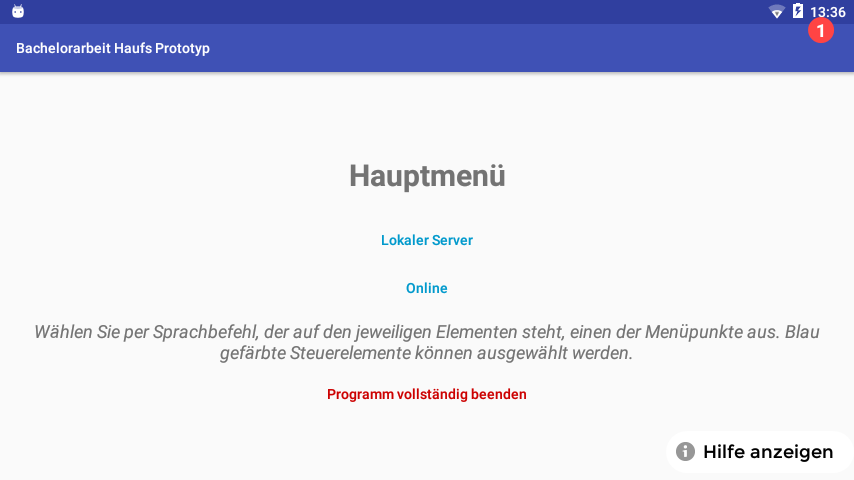 13:36
1
Bachelorarbeit Haufs Prototyp
Hauptmenü
Lokaler Server
Online
Wählen Sie per Sprachbefehl, der auf den jeweiligen Elementen steht, einen der Menüpunkte aus. Blau
gefärbte Steuerelemente können ausgewählt werden.
Programm vollständig beenden
Hilfe anzeigen